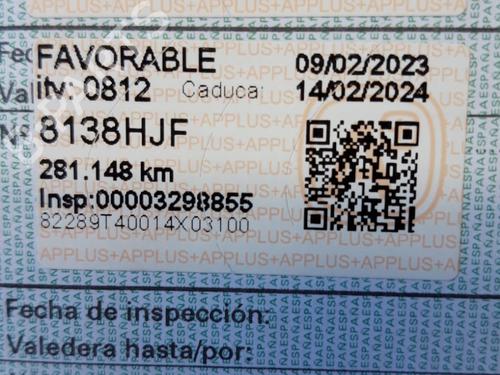 FAVORABLE 09/02/2023
itv: 0812 Caduca: 14/02/2024
Nº 8138HJF
281.148 km
Insp:00003298855
82289T40014X03100
Fecha de inspección:
Valedera hasta/por: